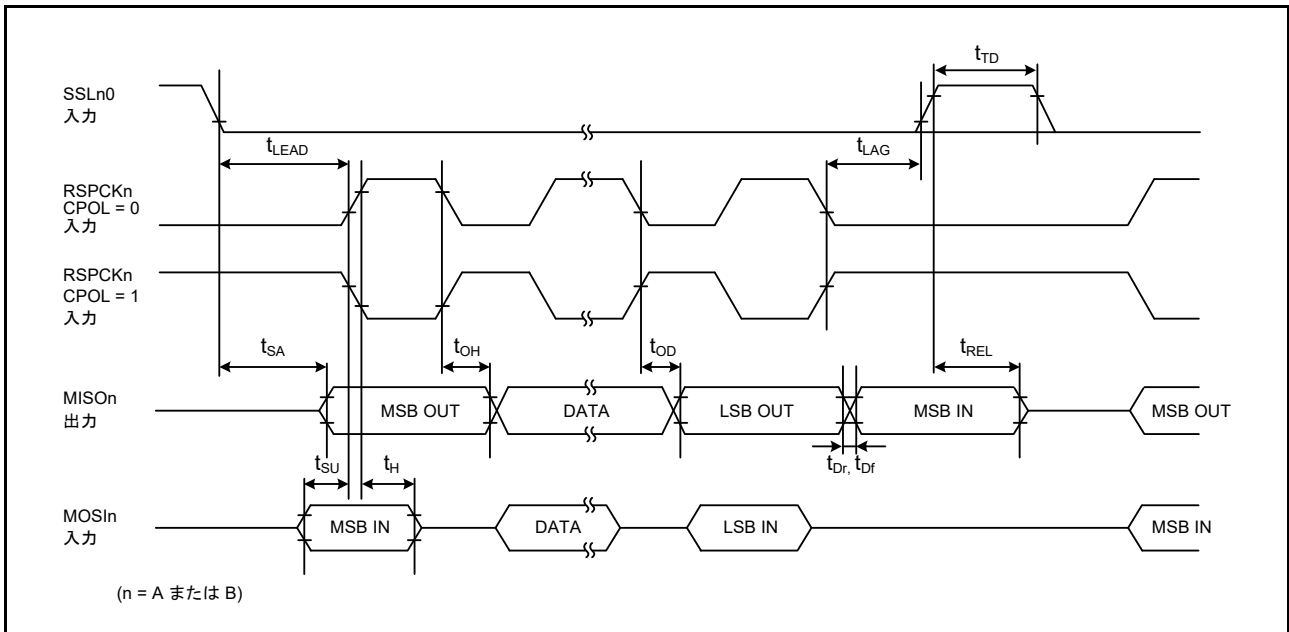 tTD
SSLn0
入力
tLEAD
tLAG
RSPCKn
CPOL = 0
入力
RSPCKn
CPOL = 1
入力
tSA
tOH
tOD
tREL
MISOn
出力
MSB OUT
DATA
LSB OUT
MSB IN
MSB OUT
tSU
tH
tDr, tDf
MOSIn
入力
MSB IN
DATA
LSB IN
MSB IN
(n = A または B)